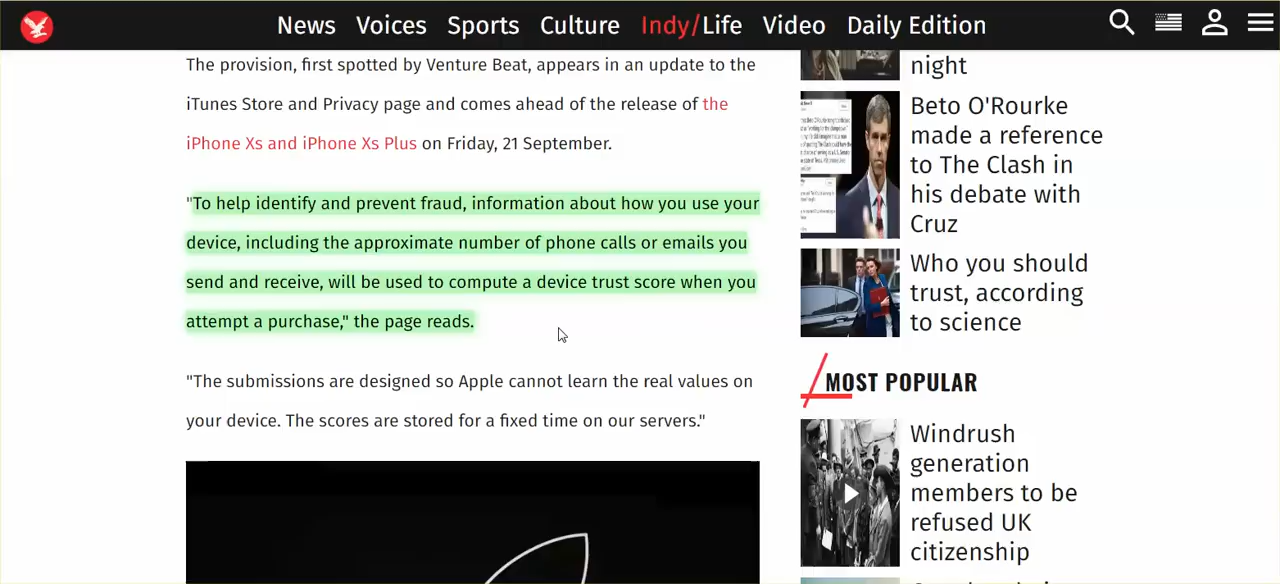 News Voices Sports Culture Indy/Life Video Daily Edition
The provision, first spotted by Venture Beat, appears in an update to the
iTunes Store and Privacy page and comes ahead of the release of the
iPhone Xs and iPhone Xs Plus on Friday, 21 September.
"To help identify and prevent fraud, information about how you use your
device, including the approximate number of phone calls or emails you
send and receive, will be used to compute a device trust score when you
attempt a purchase," the page reads.
"The submissions are designed so Apple cannot learn the real values on
your device. The scores are stored for a fixed time on our servers."
night
Beto O'Rourke
made a reference
to The Clash in
his debate with
Cruz
Who you should
trust, according
to science
MOST POPULAR
Windrush
generation
members to be
refused UK
citizenship